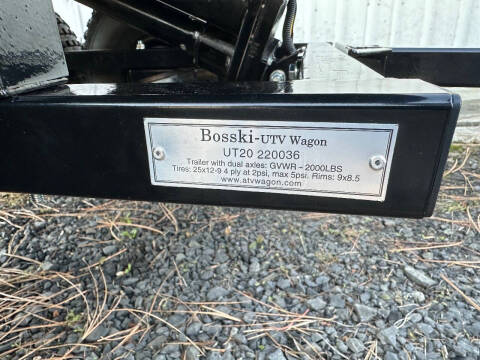 Bosski-UTV Wagon
UT20 220036
Trailer with dual axles: GVWR - 2000LBS
Tires: 25x12-9 4 ply at 2psi, max 5psi. Rims: 9x8.5
www.atvwagon.com